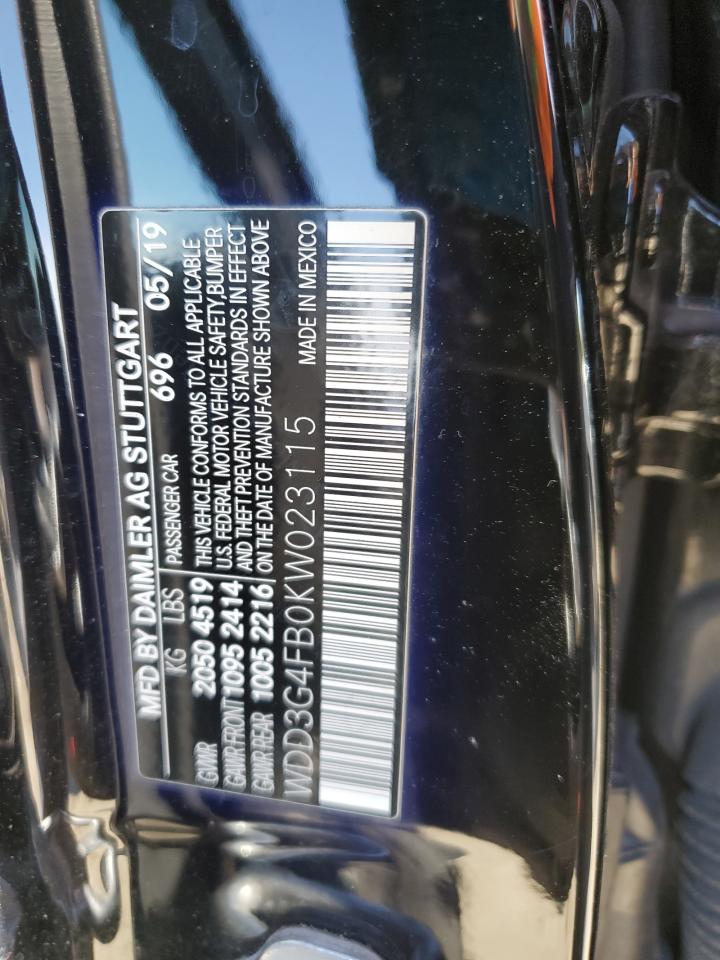 MFD BY DAIMLER AG STUTTGART
KG LBS PASSENGER CAR 696 05/19
GWR 2050 4519 THIS VEHICLE CONFORMS TO ALL APPLICABLE
GAWR FRONT 1095 2414 U.S. FEDERAL MOTOR VEHICLE SAFETY,BUMPER
GAWR REAR 1005 2216 AND THEFT PREVENTION STANDARDS IN EFFECT
ON THE DATE OF MANUFACTURE SHOWN ABOVE
WDD3G4FB0KW023115 MADE IN MEXICO